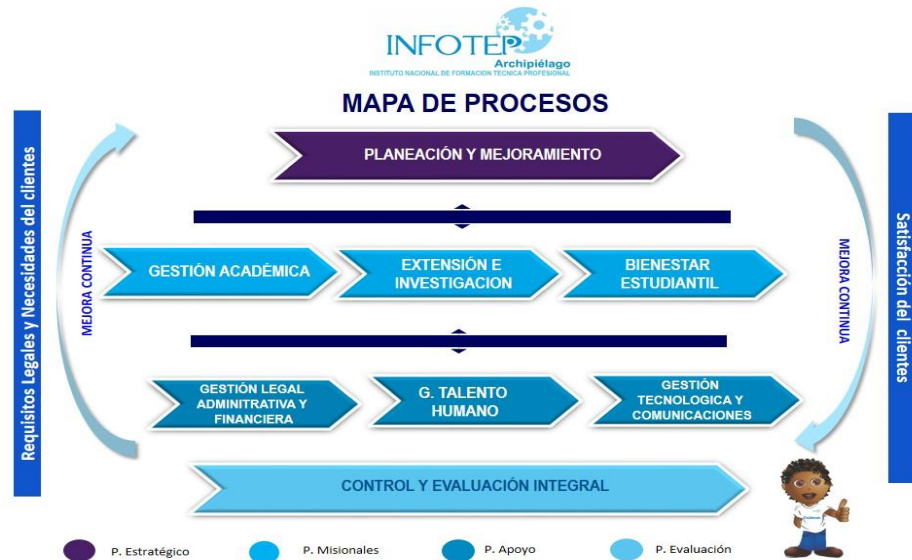 INFOTEP
Archipiélago
INSTITUTO NACIONAL DE FORMACION TECNICA PROFESIONAL
MAPA DE PROCESOS
Requisitos Legales y Necesidades del clientes
MEJORA CONTINUA
PLANEACIÓN Y MEJORAMIENTO
GESTIÓN ACADÉMICA
EXTENSIÓN E
INVESTIGACION
BIENESTAR
ESTUDIANTIL
GESTIÓN LEGAL
ADMINITRATIVA Y
FINANCIERA
G. TALENTO
HUMANO
GESTIÓN
TECNOLOGICA Y
COMUNICACIONES
CONTROL Y EVALUACIÓN INTEGRAL
MEJORA CONTINUA
Satisfacción del clientes
P. Estratégico
P. Misionales
P. Apoyo
P. Evaluación